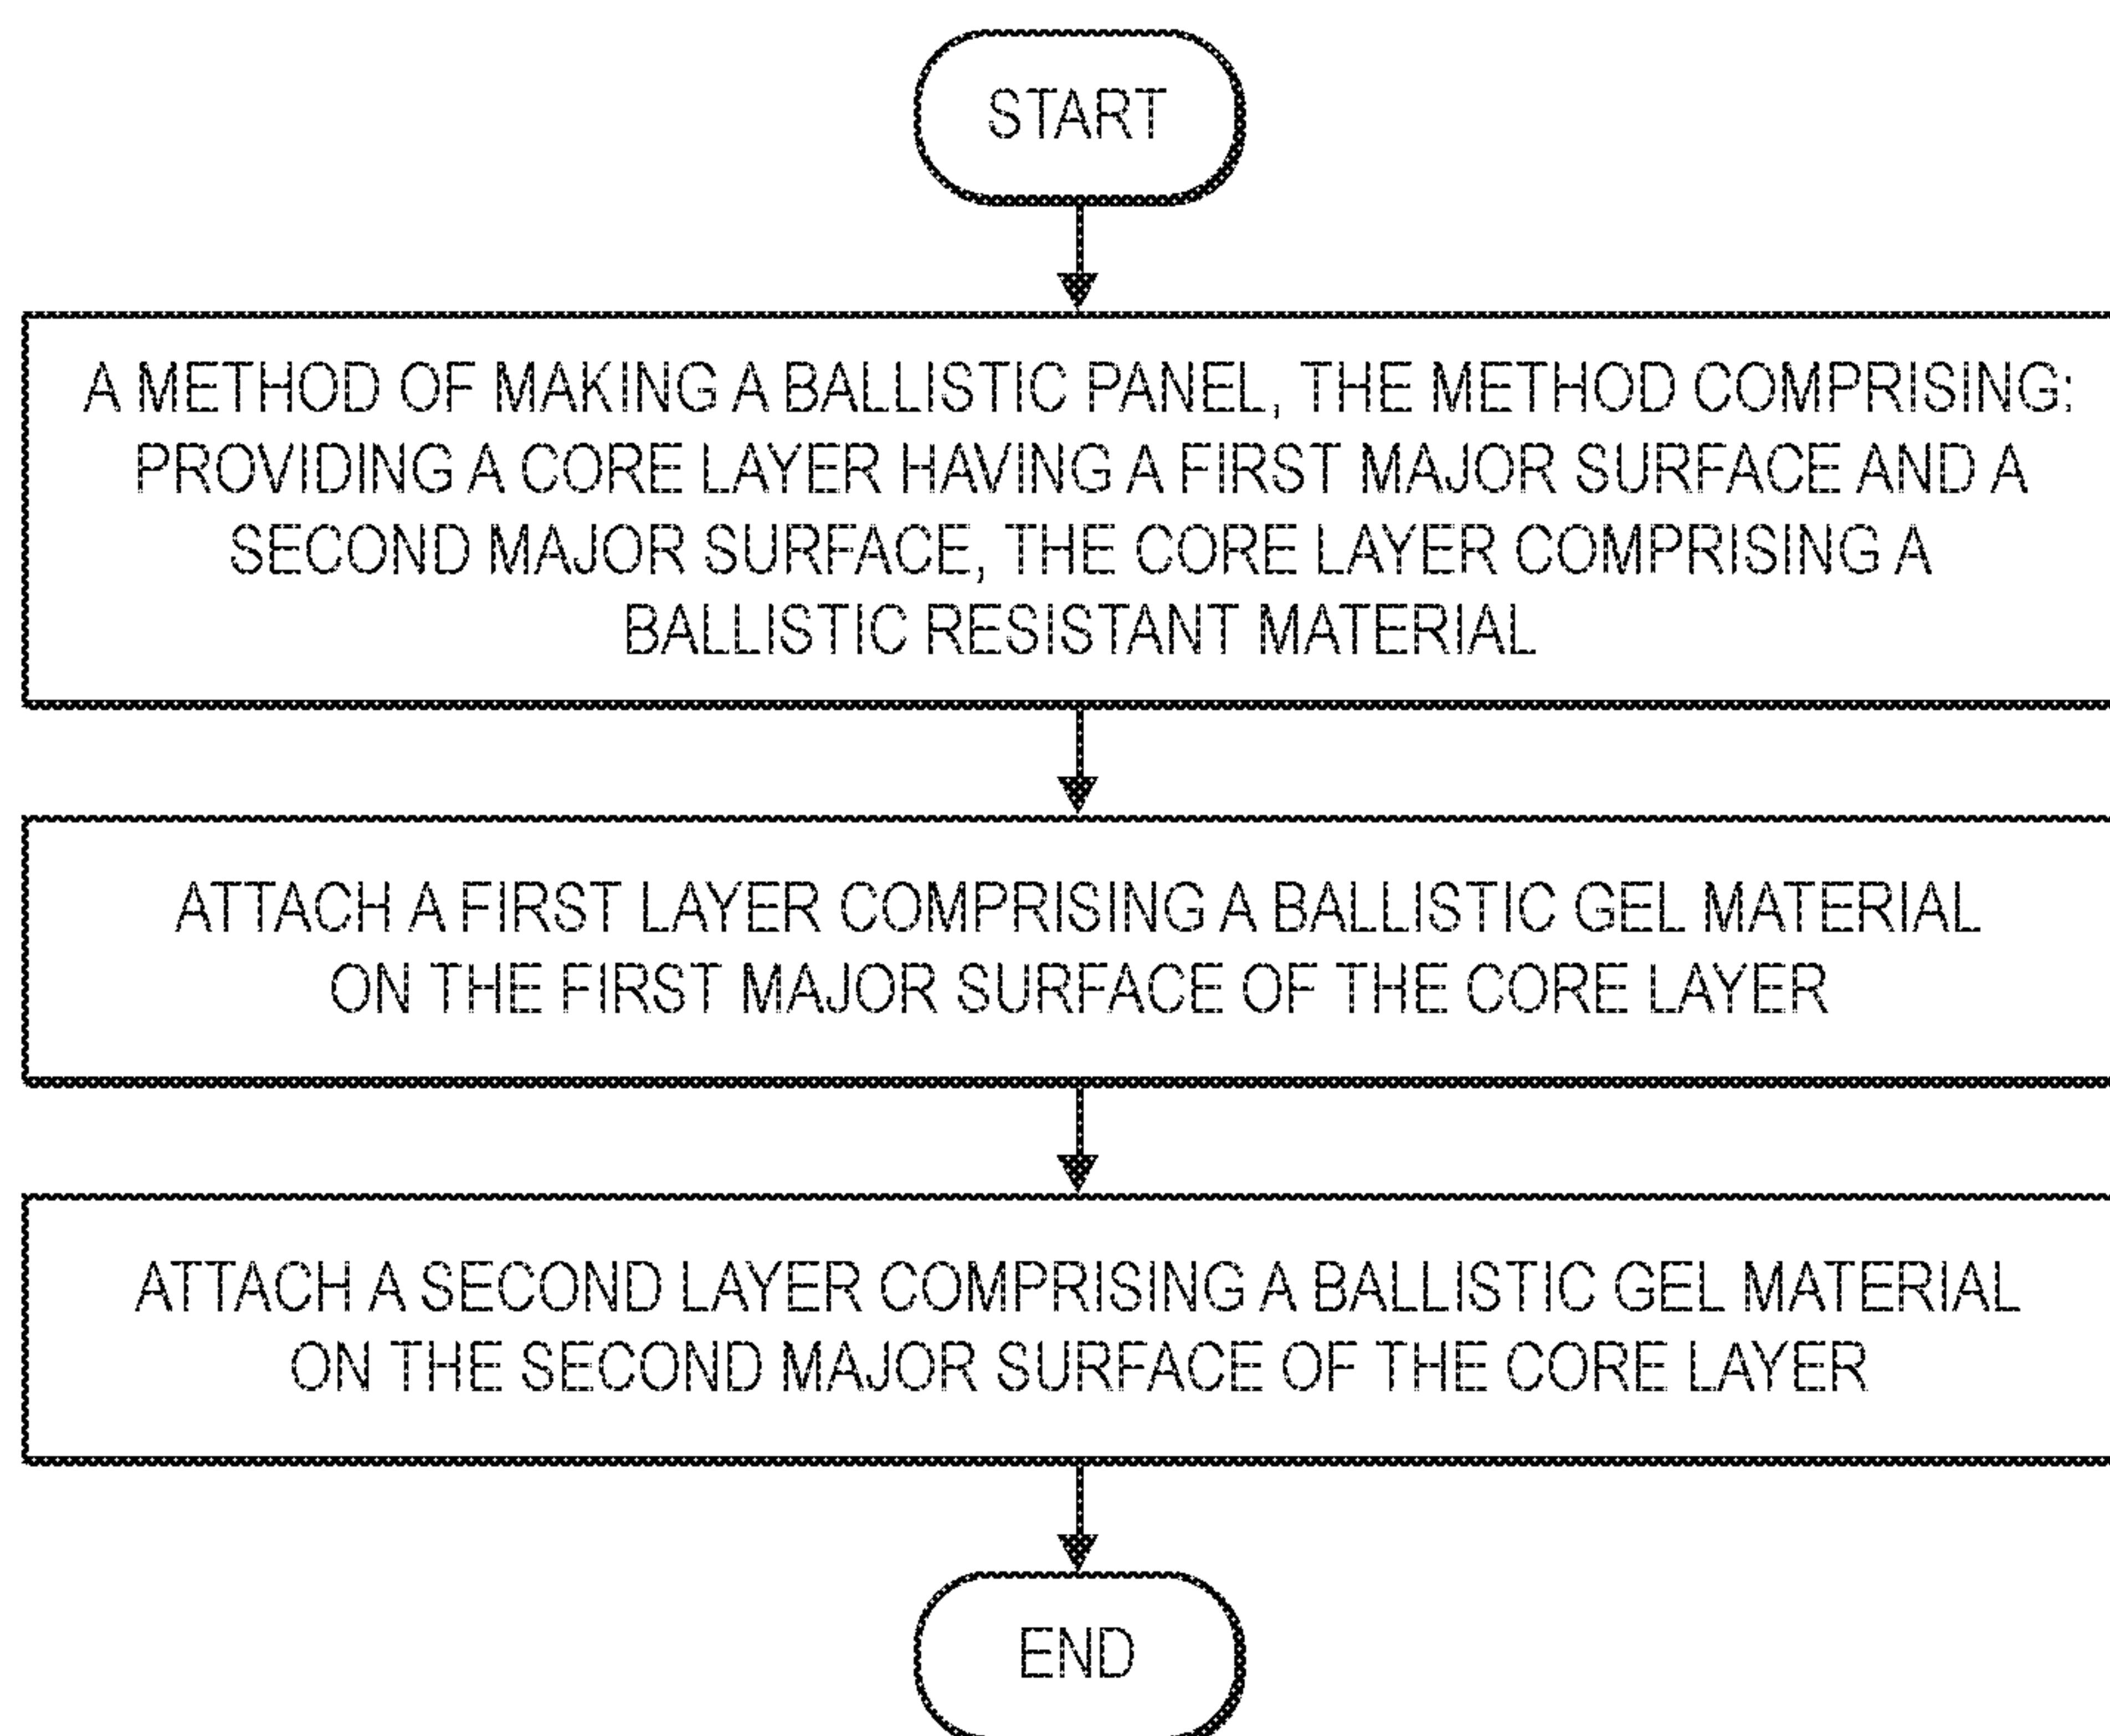 START
A METHOD OF MAKING A BALLISTIC PANEL, THE METHOD COMPRISING:
PROVIDING A CORE LAYER HAVING A FIRST MAJOR SURFACE AND A
SECOND MAJOR SURFACE, THE CORE LAYER COMPRISING A
BALLISTIC RESISTANT MATERIAL
ATTACH A FIRST LAYER COMPRISING A BALLISTIC GEL MATERIAL
ON THE FIRST MAJOR SURFACE OF THE CORE LAYER
ATTACH A SECOND LAYER COMPRISING A BALLISTIC GEL MATERIAL
ON THE SECOND MAJOR SURFACE OF THE CORE LAYER
END